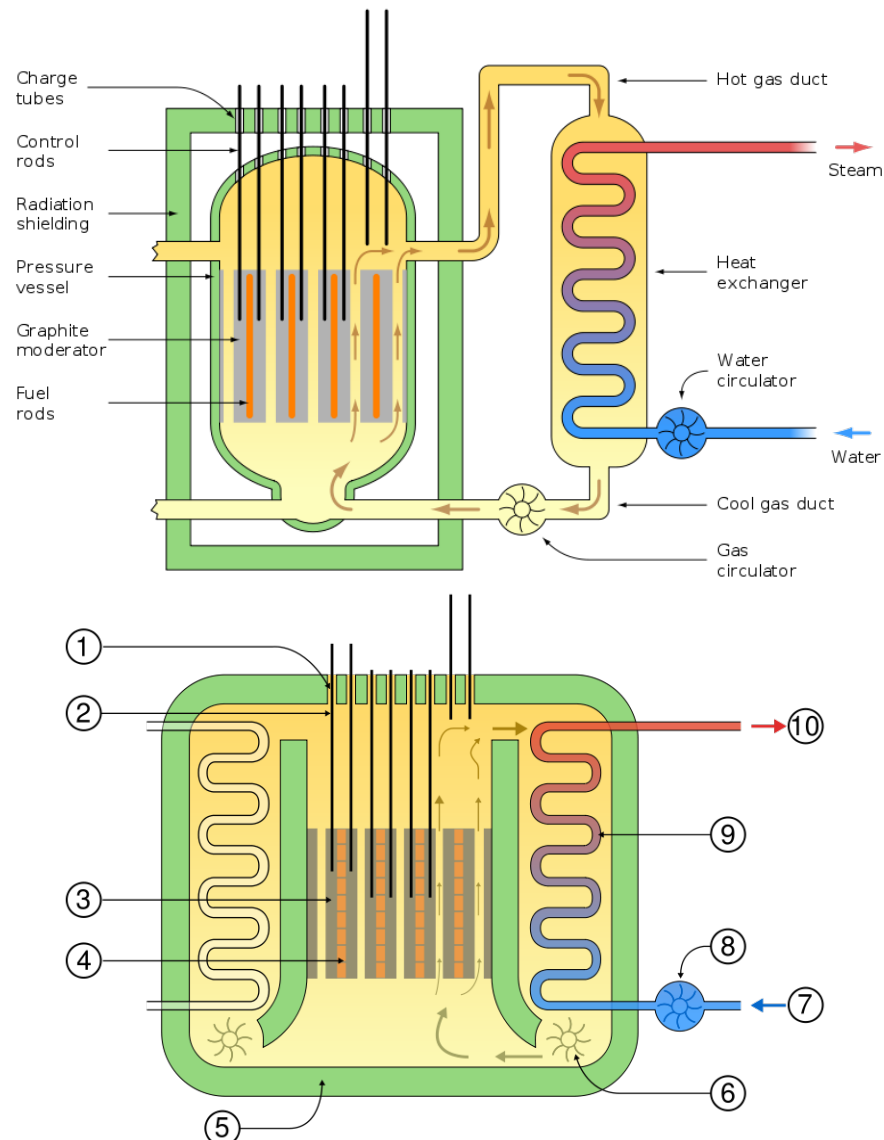 Charge
tubes
Control
rods
Radiation
shielding
Pressure
vessel
Graphite
moderator
Fuel
rods
Hot gas duct
Steam
Heat
exchanger
Water
circulator
Water
Cool gas duct
Gas
circulator
1
2
3
4
5
10
9
8
7
6